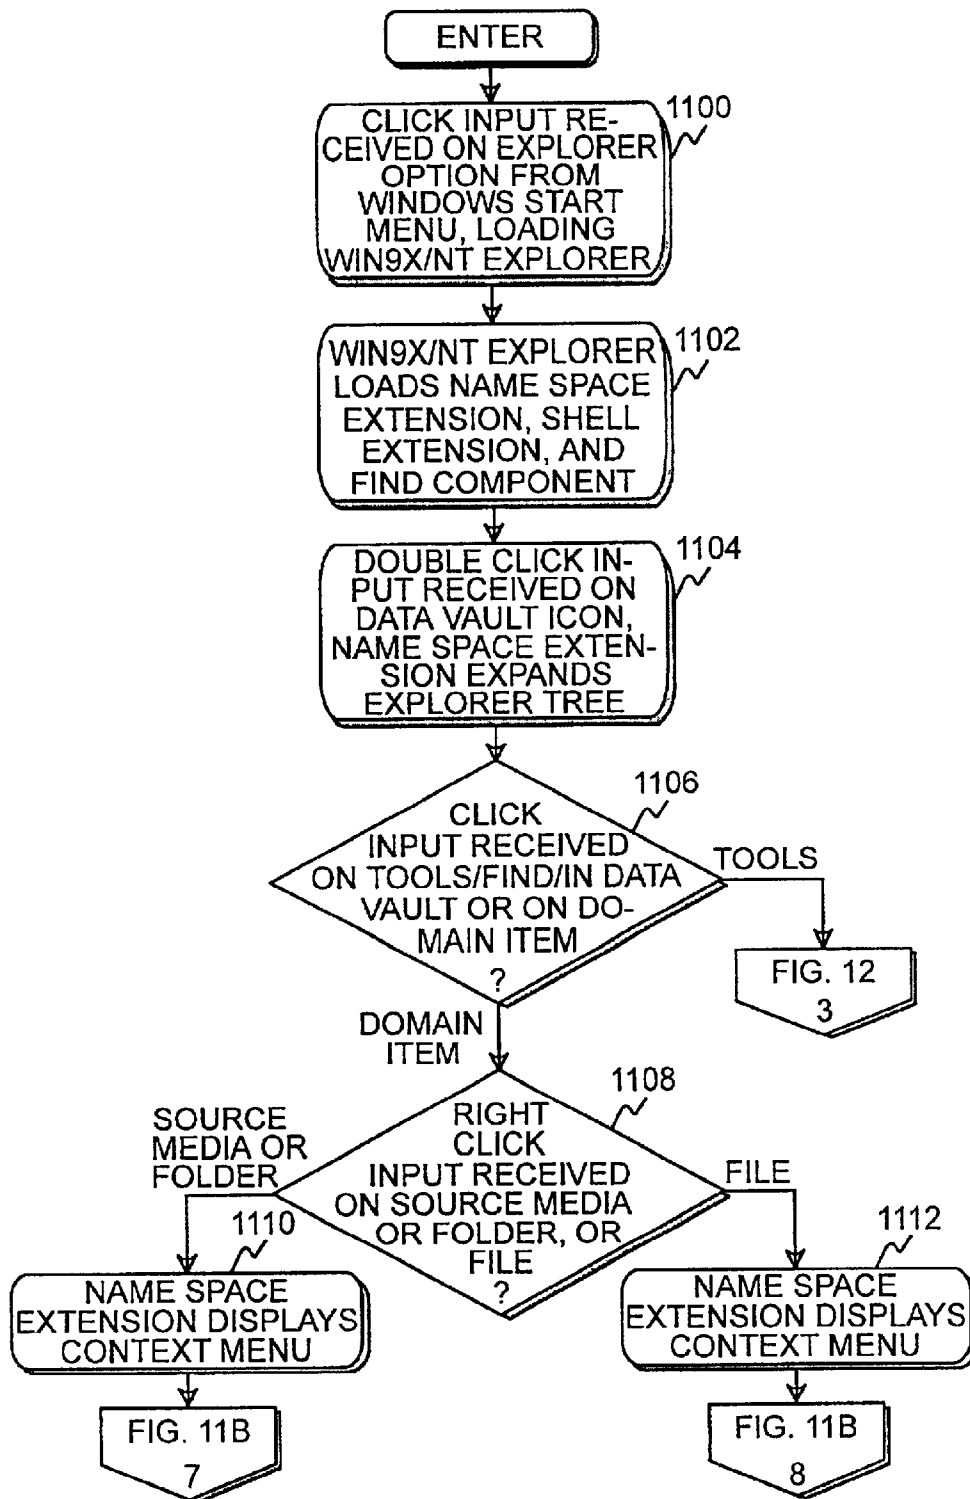 ENTER
1100
CLICK INPUT RE-
CEIVED ON EXPLORER
OPTION FROM
WINDOWS START
MENU, LOADING
WIN9X/NT EXPLORER
1102
WIN9X/NT EXPLORER
LOADS NAME SPACE
EXTENSION, SHELL
EXTENSION, AND
FIND COMPONENT
1104
DOUBLE CLICK IN-
PUT RECEIVED ON
DATA VAULT ICON,
NAME SPACE EXTEN-
SION EXPANDS
EXPLORER TREE
1106
CLICK
INPUT RECEIVED
ON TOOLS/FIND/IN DATA
VAULT OR ON DO-
MAIN ITEM
?
TOOLS
FIG. 12
3
DOMAIN
ITEM
1108
RIGHT
CLICK
INPUT RECEIVED
ON SOURCE MEDIA
OR FOLDER, OR
FILE
?
SOURCE
MEDIA OR
FOLDER
FILE
1110
NAME SPACE
EXTENSION DISPLAYS
CONTEXT MENU
1112
NAME SPACE
EXTENSION DISPLAYS
CONTEXT MENU
FIG. 11B
7
FIG. 11B
8